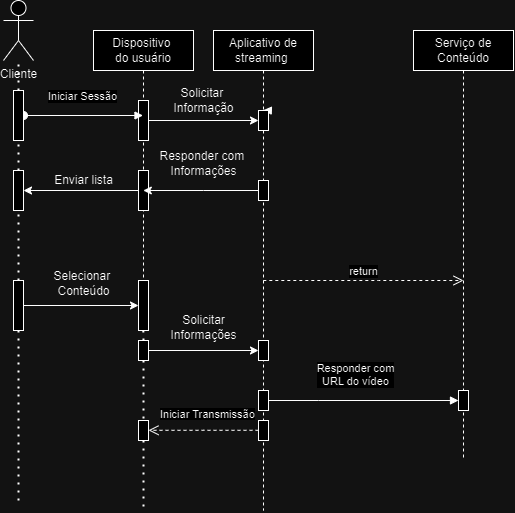 Cliente
Dispositivo
do usuário
Aplicativo de
streaming
Serviço de
Conteúdo
Iniciar Sessão
Solicitar
Informação
Responder com
Informações
Enviar lista
return
Selecionar
Conteúdo
Solicitar
Informações
Responder com
URL do vídeo
Iniciar Transmissão